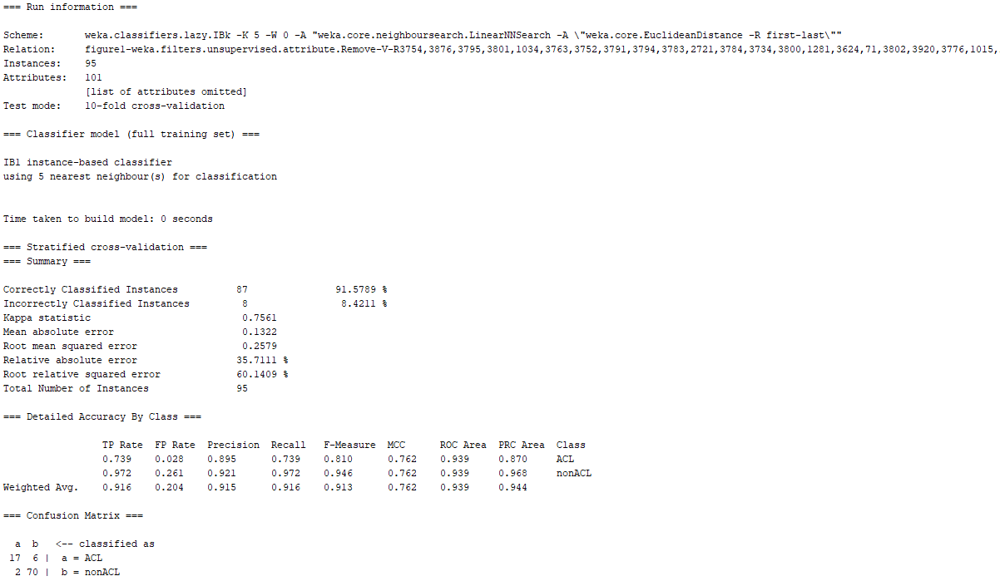 === Run information ===
Scheme: weka.classifiers.lazy.IBk -K 5 -W 0 -A "weka.core.neighboursearch.LinearNNSearch -A \"weka.core.EuclideanDistance -R first-last\""
Relation: figure1-weka.filters.unsupervised.attribute.Remove-V-R3754,3876,3795,3801,1034,3763,3752,3791,3794,3783,2721,3784,3734,3800,1281,3624,71,3802,3920,3776,1015,
Instances: 95
Attributes: 101
[list of attributes omitted]
Test mode: 10-fold cross-validation
=== Classifier model (full training set) ===
IB1 instance-based classifier
using 5 nearest neighbour(s) for classification
Time taken to build model: 0 seconds
=== Stratified cross-validation ===
=== Summary ===
Correctly Classified Instances 87 91.5789 %
Incorrectly Classified Instances 8 8.4211 %
Kappa statistic 0.7561
Mean absolute error 0.1322
Root mean squared error 0.2579
Relative absolute error 35.7111 %
Root relative squared error 60.1409 %
Total Number of Instances 95
=== Detailed Accuracy By Class ===
TP Rate FP Rate Precision Recall F-Measure MCC ROC Area PRC Area Class
0.739 0.028 0.895 0.739 0.810 0.762 0.939 0.870 ACL
0.972 0.261 0.921 0.972 0.946 0.762 0.939 0.968 nonACL
Weighted Avg. 0.916 0.204 0.915 0.916 0.913 0.762 0.939 0.944
=== Confusion Matrix ===
a b <-- classified as
17 6 | a = ACL
2 70 | b = nonACL